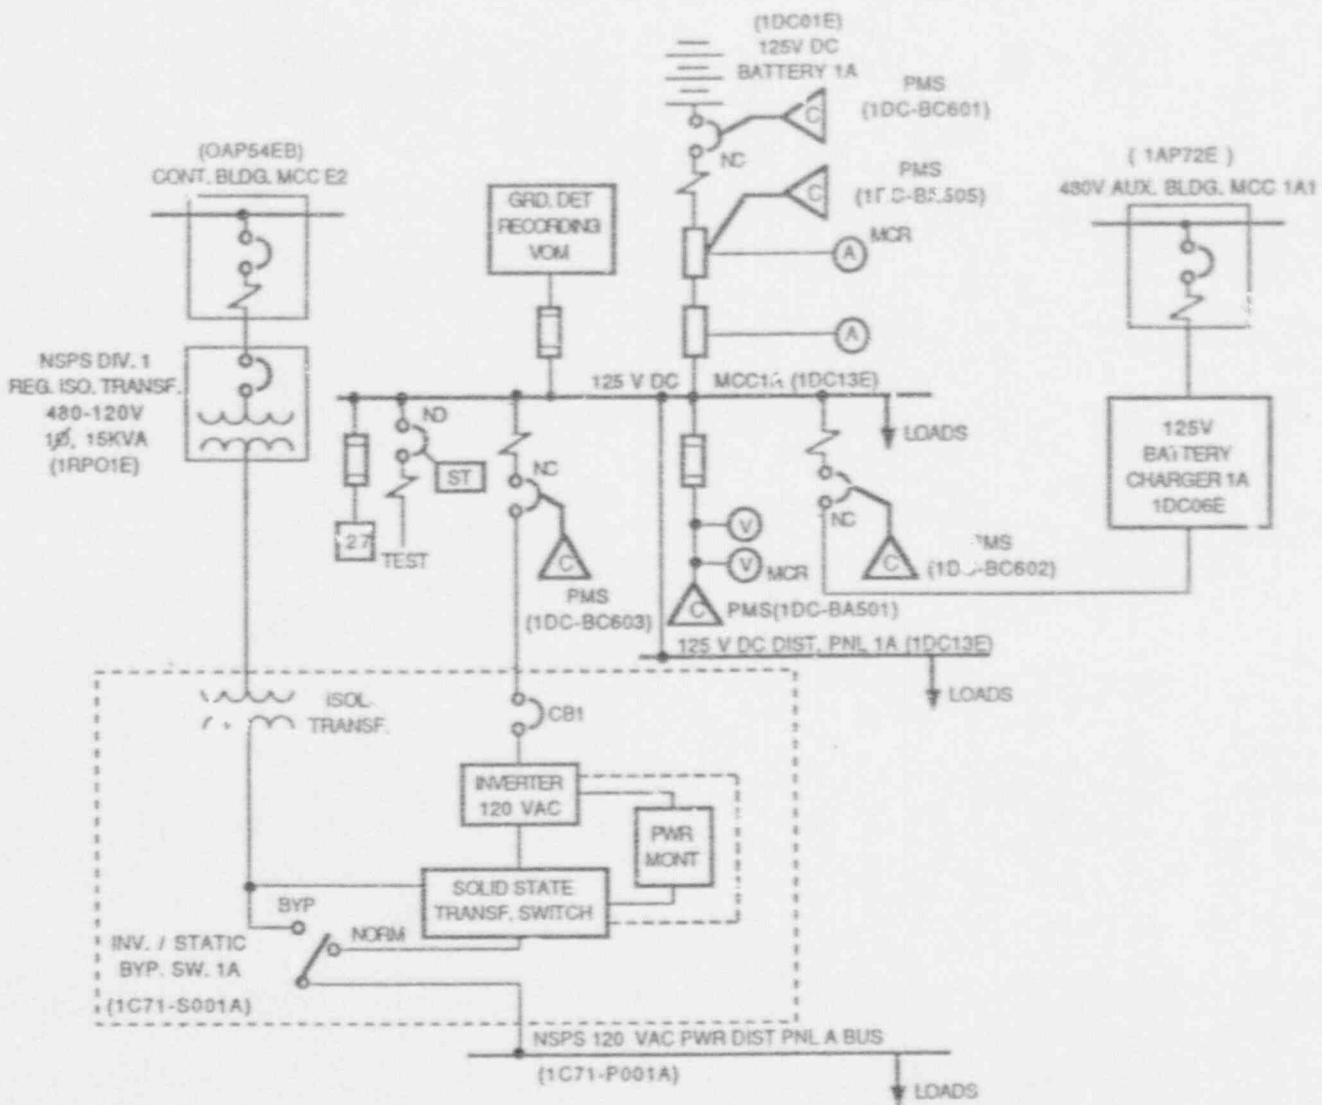 (1DC01E)
125V DC
BATTERY 1A
PMS
(1DC-BC601)
C
NC
(OAP54EB)
CONT. BLDG. MCC E2
PMS
C
( 1AP72E )
480V AUX. BLDG. MCC 1A1
GRD. DET
RECORDING
VOM
A
MCR
A
NSPS DIV. 1
REG. ISO. TRANSF.
480-120V
1Ø, 15KVA
(1RPO1E)
125 V DC
MCC1A (1DC13E)
LOADS
125V
BATTERY
CHARGER 1A
1DC06E
ST
NC
27
TEST
C
PMS
(1DC-BC603)
V
V
MCR
C
PMS(1DC-BA501)
NC
C
125 V DC DIST. PNL 1A (1DC13E)
LOADS
ISOL
TRANSF.
CB1
INVERTER
120 VAC
PWR
MONT
SOLID STATE
TRANSF. SWITCH
BYP
NORM
INV. / STATIC
BYP. SW. 1A
(1C71-S001A)
NSPS 120 VAC PWR DIST PNL A BUS
(1C71-P001A)
LOADS